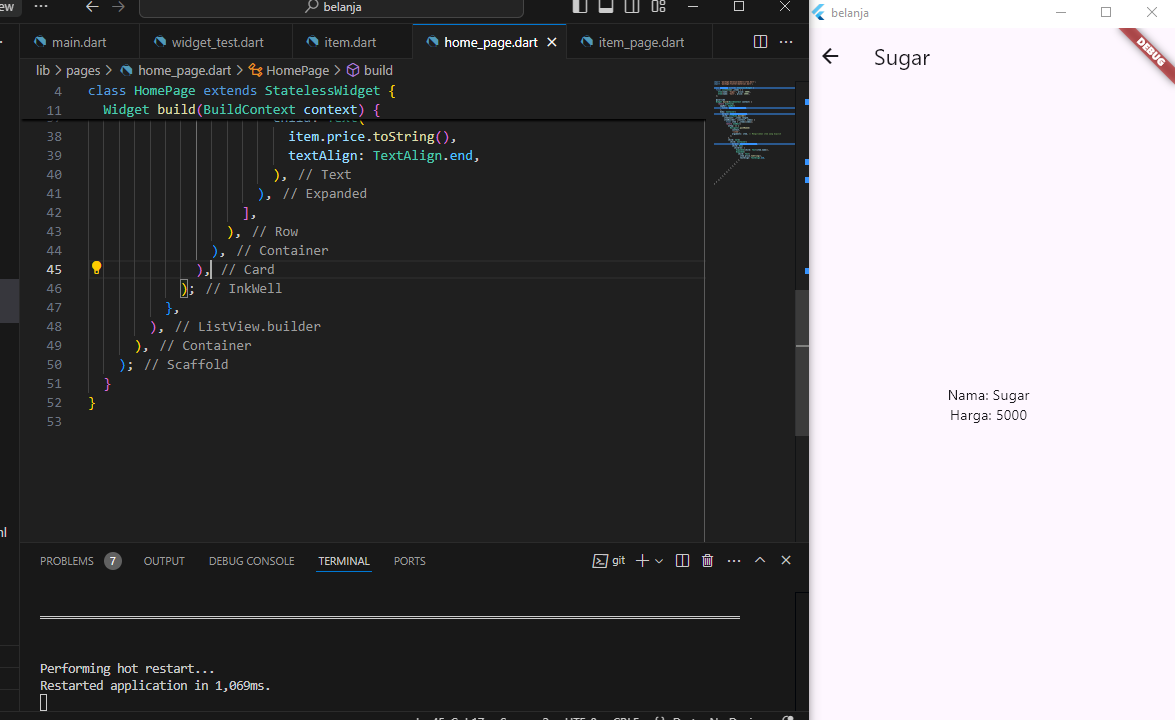 ew
belanja
main.dart
widget_test.dart
item.dart
home_page.dart
item_page.dart
lib > pages > home_page.dart > HomePage > build
4 class HomePage extends StatelessWidget {
11 Widget build(BuildContext context) {
38 item.price.toString(),
39 textAlign: TextAlign.end,
40 ), // Text
41 ), // Expanded
42 ],
43 ), // Row
44 ), // Container
45 ), // Card
46 ); // InkWell
47 },
48 ), // ListView.builder
49 ), // Container
50 ); // Scaffold
51 }
52 }
53
PROBLEMS 7 OUTPUT DEBUG CONSOLE TERMINAL PORTS
git
Performing hot restart...
Restarted application in 1,069ms.
belanja
DEBUG
Sugar
Nama: Sugar
Harga: 5000